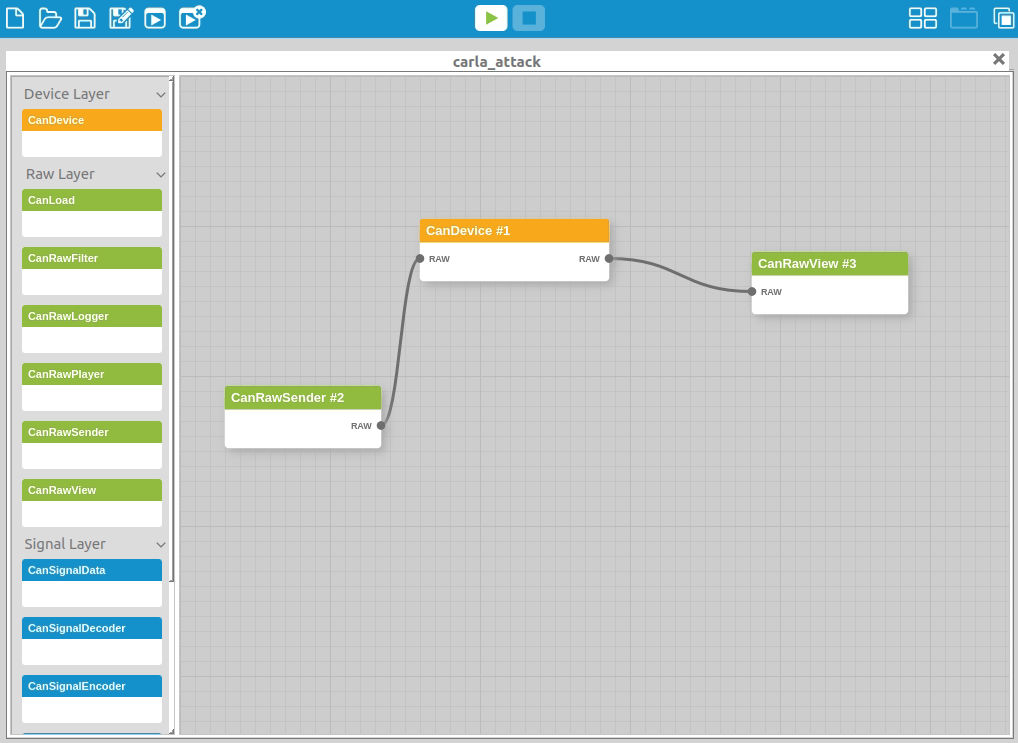 carla_attack
Device Layer
CanDevice
Raw Layer
CanLoad
CanRawFilter
CanRawLogger
CanRawPlayer
CanRawSender
CanRawView
Signal Layer
CanSignalData
CanSignalDecoder
CanSignalEncoder
CanDevice #1
RAW RAW
CanRawView #3
RAW
CanRawSender #2
RAW